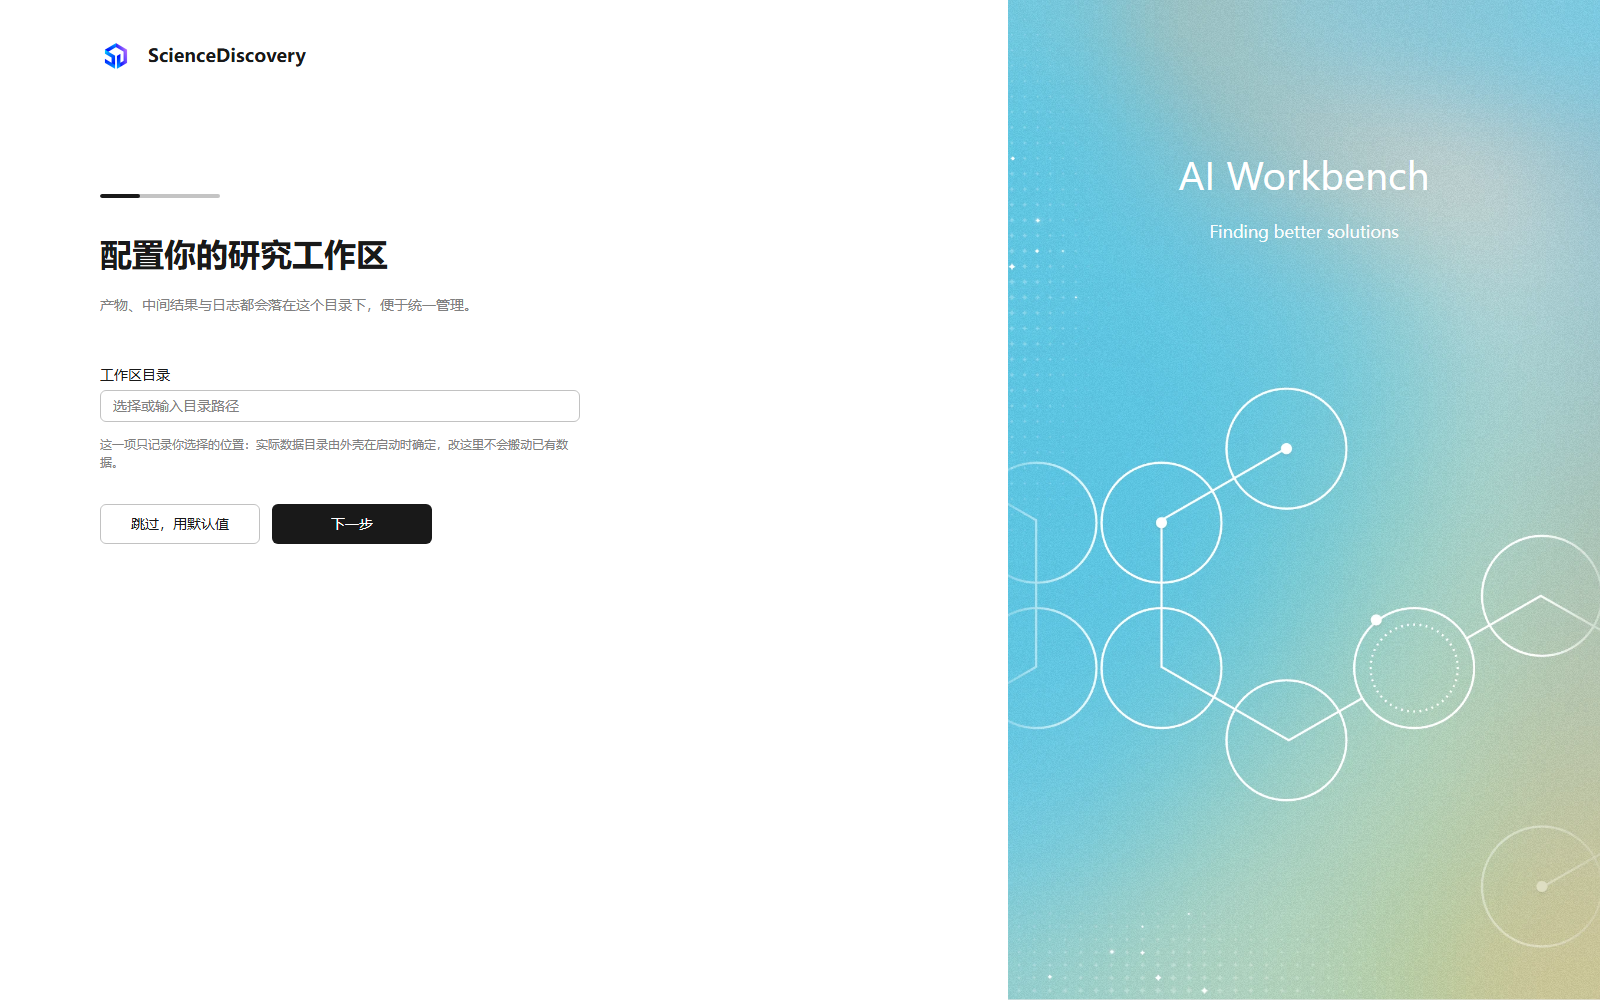 ScienceDiscovery
配置你的研究工作区
产物、中间结果与日志都会落在这个目录下，便于统一管理。
工作区目录
选择或输入目录路径
这一项只记录你选择的位置：实际数据目录由外壳在启动时确定，改这里不会搬动已有数
据。
跳过，用默认值
下一步
AI Workbench
Finding better solutions